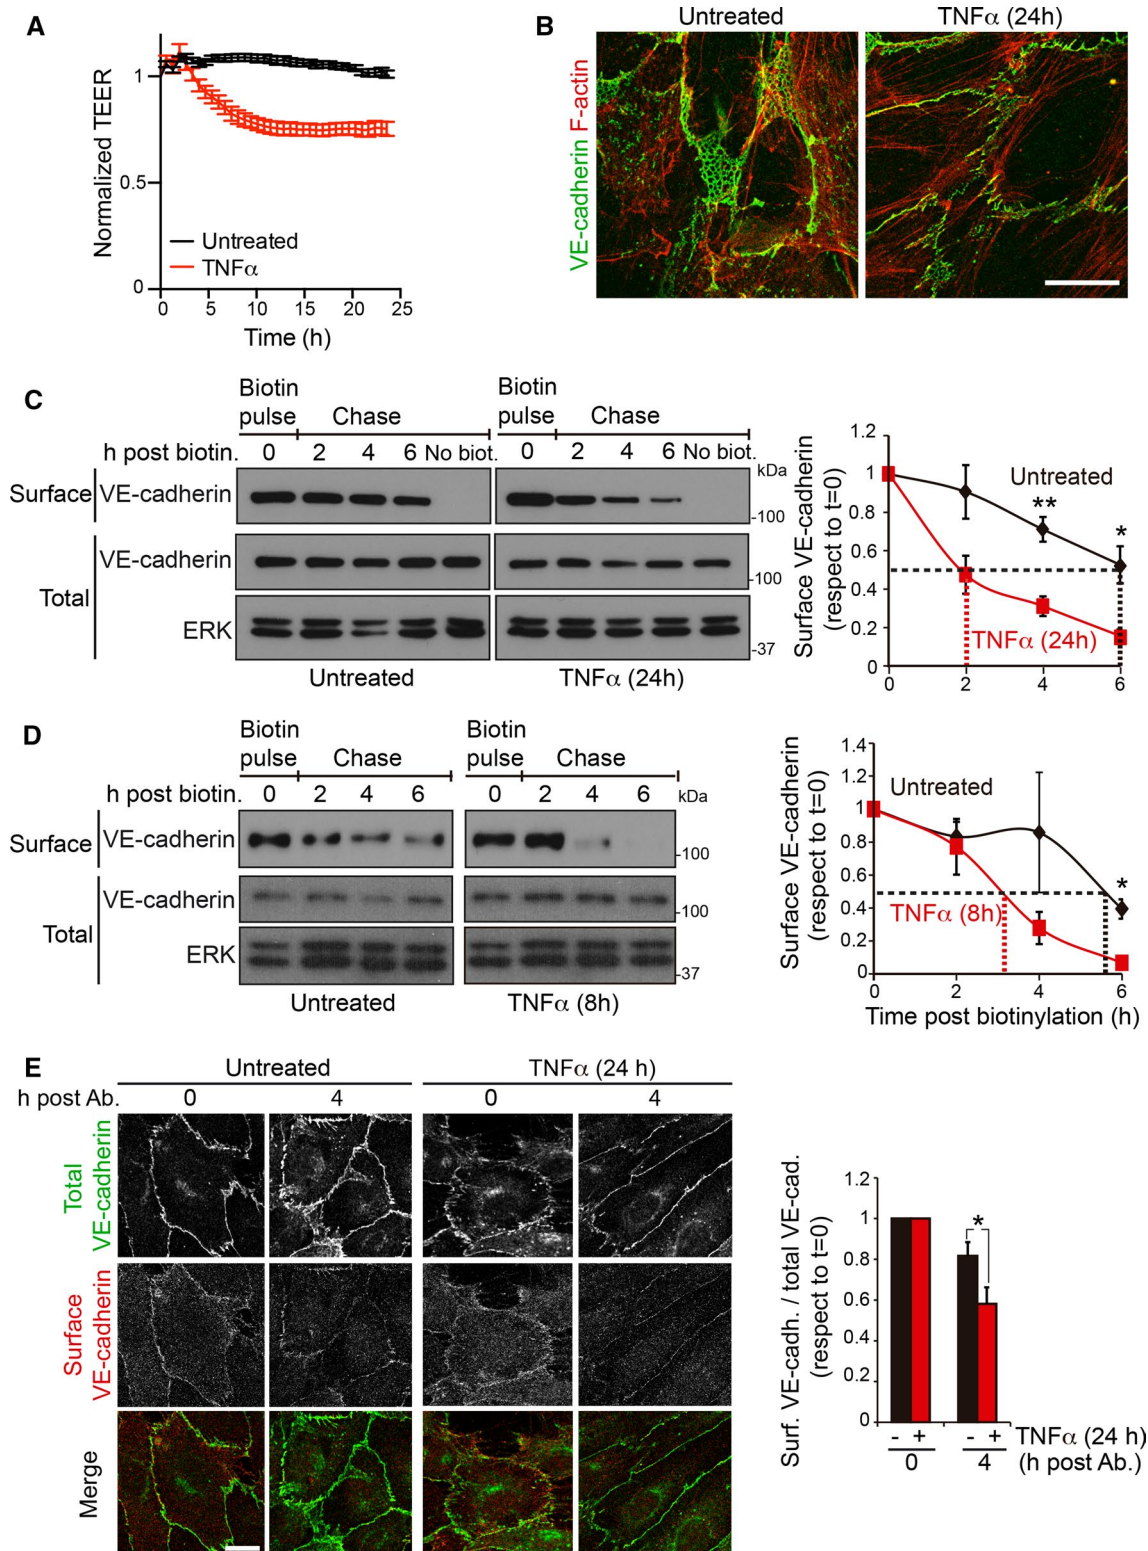 A
Normalized TEER
1
0.5
0
Untreated
TNFα
0 5 10 15 20 25
Time (h)
B
Untreated TNFα (24h)
VE-cadherin F-actin
C
Biotin pulse Chase Biotin pulse Chase
h post biotin. 0 2 4 6 No biot. 0 2 4 6 No biot.
kDa
Surface VE-cadherin
-100
Total VE-cadherin
-100
ERK
-37
Untreated TNFα (24h)
Surface VE-cadherin
(respect to t=0)
1.2
1
0.8
0.6
0.4
0.2
0
Untreated
**
*
TNFα (24h)
0 2 4 6
D
Biotin pulse Chase Biotin pulse Chase
h post biotin. 0 2 4 6 0 2 4 6 kDa
Surface VE-cadherin
-100
Total VE-cadherin
-100
ERK
-37
Untreated TNFα (8h)
Surface VE-cadherin
(respect to t=0)
1.4
1.2
1
0.8
0.6
0.4
0.2
0
Untreated
*
TNFα (8h)
0 2 4 6
Time post biotinylation (h)
E
Untreated TNFα (24 h)
h post Ab. 0 4 0 4
Total
VE-cadherin
Surface
VE-cadherin
Merge
Surf. VE-cadh. / total VE-cad.
(respect to t=0)
1.2
1
0.8
0.6
0.4
0.2
0
*
- + - + TNFα (24 h)
0 4 (h post Ab.)